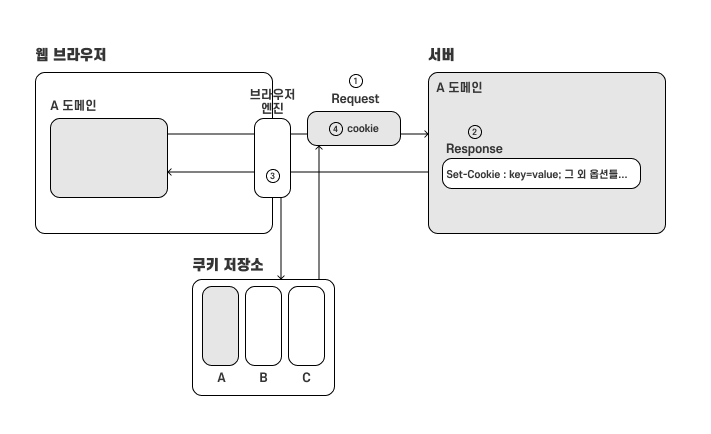 웹 브라우저
A 도메인
브라우저
엔진
③
①
Request
④ cookie
서버
A 도메인
②
Response
Set-Cookie : key=value; 그 외 옵션들...
쿠키 저장소
A
B
C